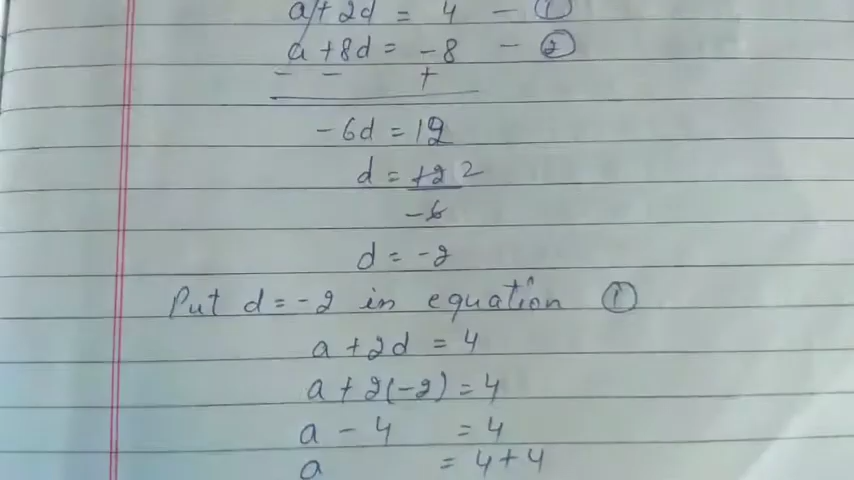 a + 2d = 4 — ①
a + 8d = -8 — ②
- - +
-6d = 12
d = 12 2
-6
d = -2
Put d = -2 in equation ①
a + 2d = 4
a + 2(-2) = 4
a - 4 = 4
a = 4 + 4